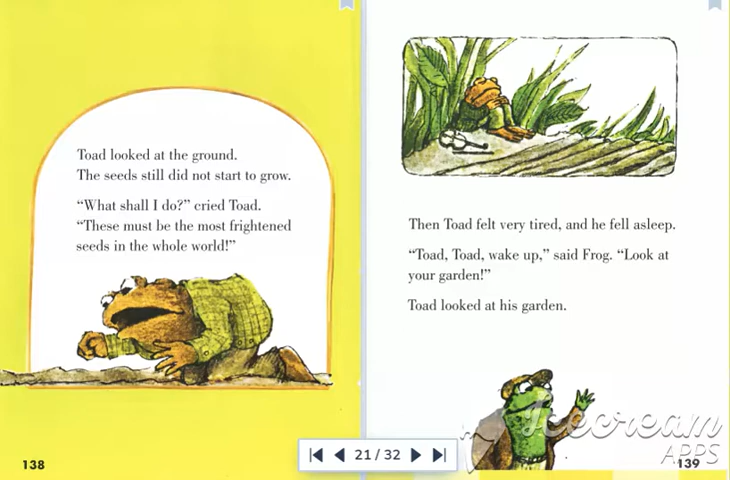 Toad looked at the ground.
The seeds still did not start to grow.
“What shall I do?” cried Toad.
“These must be the most frightened
seeds in the whole world!”
138
Then Toad felt very tired, and he fell asleep.
“Toad, Toad, wake up,” said Frog. “Look at
your garden!”
Toad looked at his garden.
21 / 32
Icecream
APPS
139